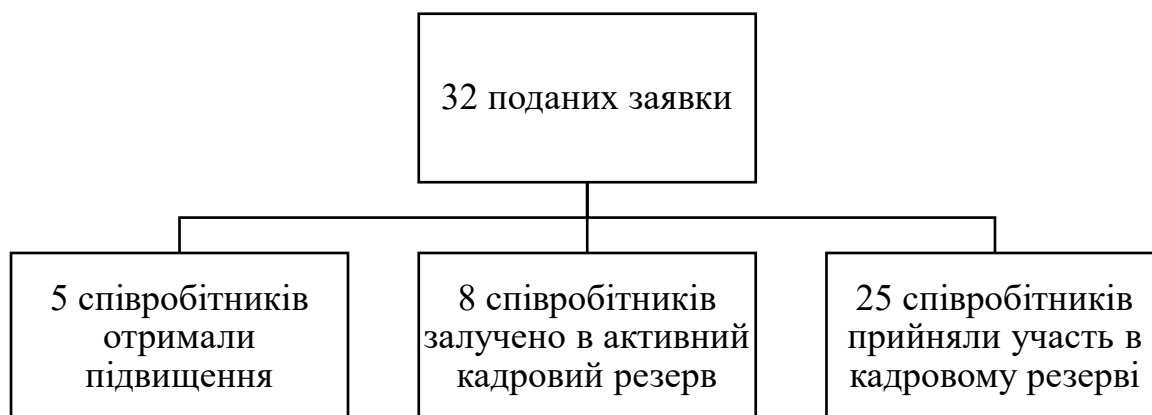 32 поданих заявки
5 співробітників
отримали
підвищення
8 співробітників
залучено в активний
кадровий резерв
25 співробітників
прийняли участь в
кадровому резерві